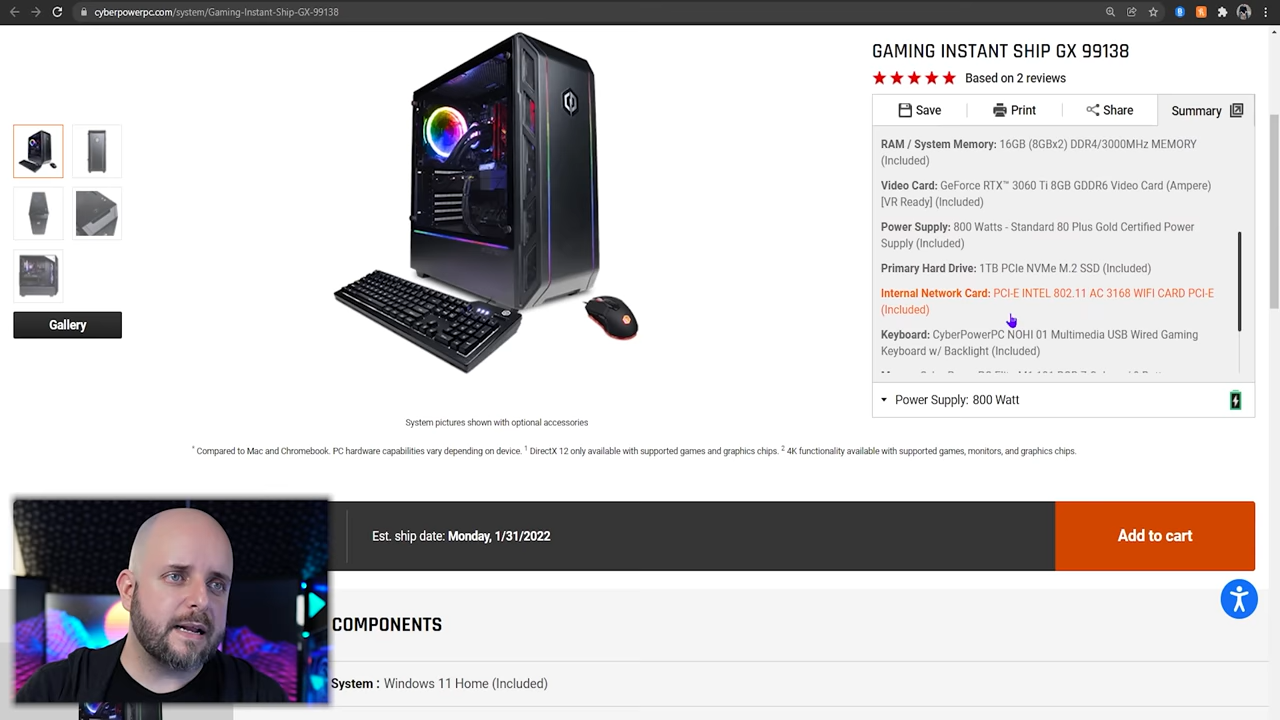 cyberpowerpc.com/system/Gaming-Instant-Ship-GX-99138
GAMING INSTANT SHIP GX 99138
Based on 2 reviews
Save
Print
Share
Summary
RAM / System Memory: 16GB (8GBx2) DDR4/3000MHz MEMORY
(Included)
Video Card: GeForce RTX™ 3060 Ti 8GB GDDR6 Video Card (Ampere)
[VR Ready] (Included)
Power Supply: 800 Watts - Standard 80 Plus Gold Certified Power
Supply (Included)
Primary Hard Drive: 1TB PCIe NVMe M.2 SSD (Included)
Internal Network Card: PCI-E INTEL 802.11 AC 3168 WIFI CARD PCI-E
(Included)
Keyboard: CyberPowerPC NOHI 01 Multimedia USB Wired Gaming
Keyboard w/ Backlight (Included)
Power Supply: 800 Watt
Gallery
System pictures shown with optional accessories
* Compared to Mac and Chromebook. PC hardware capabilities vary depending on device. 1 DirectX 12 only available with supported games and graphics chips. 2 4K functionality available with supported games, monitors, and graphics chips.
Est. ship date: Monday, 1/31/2022
Add to cart
COMPONENTS
System : Windows 11 Home (Included)